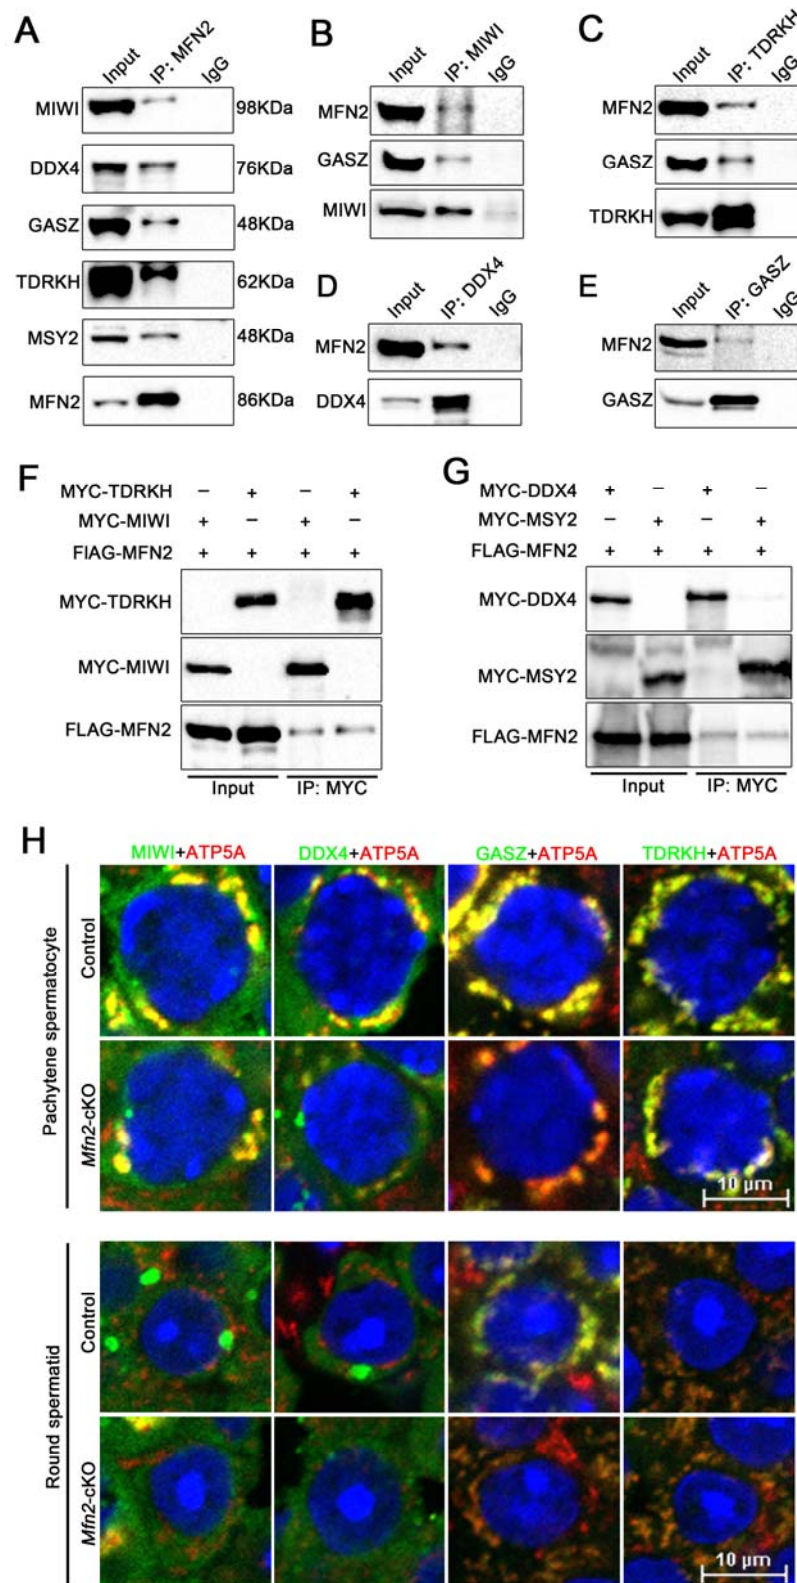 A
Input
IP: MFN2
IgG
MIWI
98KDa
DDX4
76KDa
GASZ
48KDa
TDRKH
62KDa
MSY2
48KDa
MFN2
86KDa
B
Input
IP: MIWI
IgG
MFN2
GASZ
MIWI
C
Input
IP: TDRKH
IgG
MFN2
GASZ
TDRKH
D
Input
IP: DDX4
IgG
MFN2
DDX4
E
Input
IP: GASZ
IgG
MFN2
GASZ
F
MYC-TDRKH – + – +
MYC-MIWI + – + –
FIAG-MFN2 + + + +
MYC-TDRKH
MYC-MIWI
FLAG-MFN2
Input
IP: MYC
G
MYC-DDX4 + – + –
MYC-MSY2 – + – +
FLAG-MFN2 + + + +
MYC-DDX4
MYC-MSY2
FLAG-MFN2
Input
IP: MYC
H
MIWI+ATP5A DDX4+ATP5A GASZ+ATP5A TDRKH+ATP5A
Pachytene spermatocyte
Control
Mfn2-cKO
10 µm
Round spermatid
Control
Mfn2-cKO
10 µm